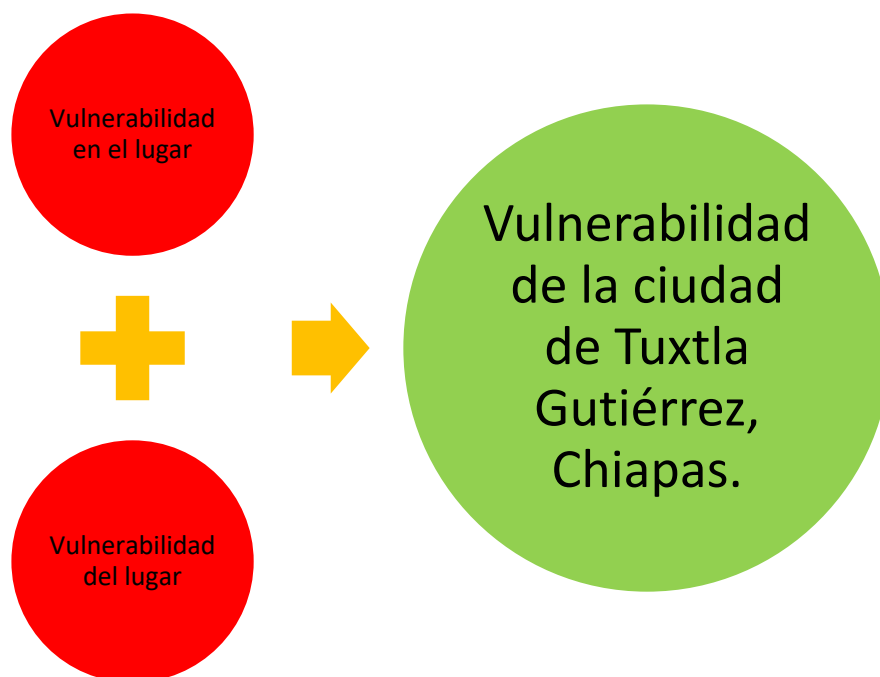 Vulnerabilidad
en el lugar
Vulnerabilidad
del lugar
Vulnerabilidad
de la ciudad
de Tuxtla
Gutiérrez,
Chiapas.